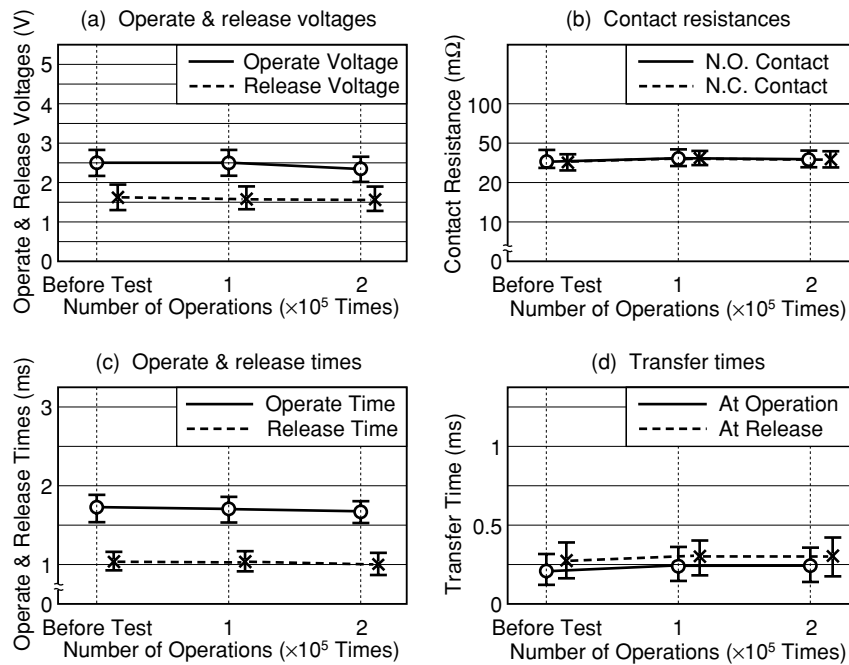 (a) Operate & release voltages
Operate & Release Voltages (V)
5
4
3
2
1
0
Operate Voltage
Release Voltage
Before Test 1 2
Number of Operations (×10⁵ Times)
(b) Contact resistances
Contact Resistance (mΩ)
100
50
20
10
0
N.O. Contact
N.C. Contact
Before Test 1 2
Number of Operations (×10⁵ Times)
(c) Operate & release times
Operate & Release Times (ms)
3
2
1
0
Operate Time
Release Time
Before Test 1 2
Number of Operations (×10⁵ Times)
(d) Transfer times
Transfer Time (ms)
1
0.5
0
At Operation
At Release
Before Test 1 2
Number of Operations (×10⁵ Times)